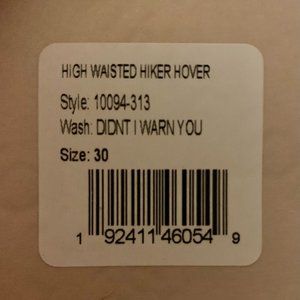 HIGH WAISTED HIKER HOVER
Style: 10094-313
Wash: DIDNT I WARN YOU
Size: 30
1 92411 46054 9